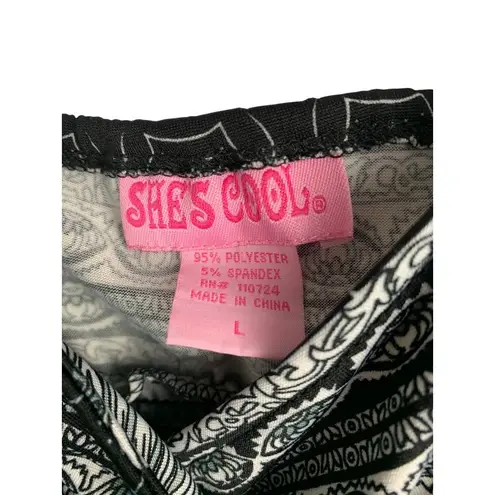 SHE'S COOL®
95% POLYESTER
5% SPANDEX
RN# 110724
MADE IN CHINA
L